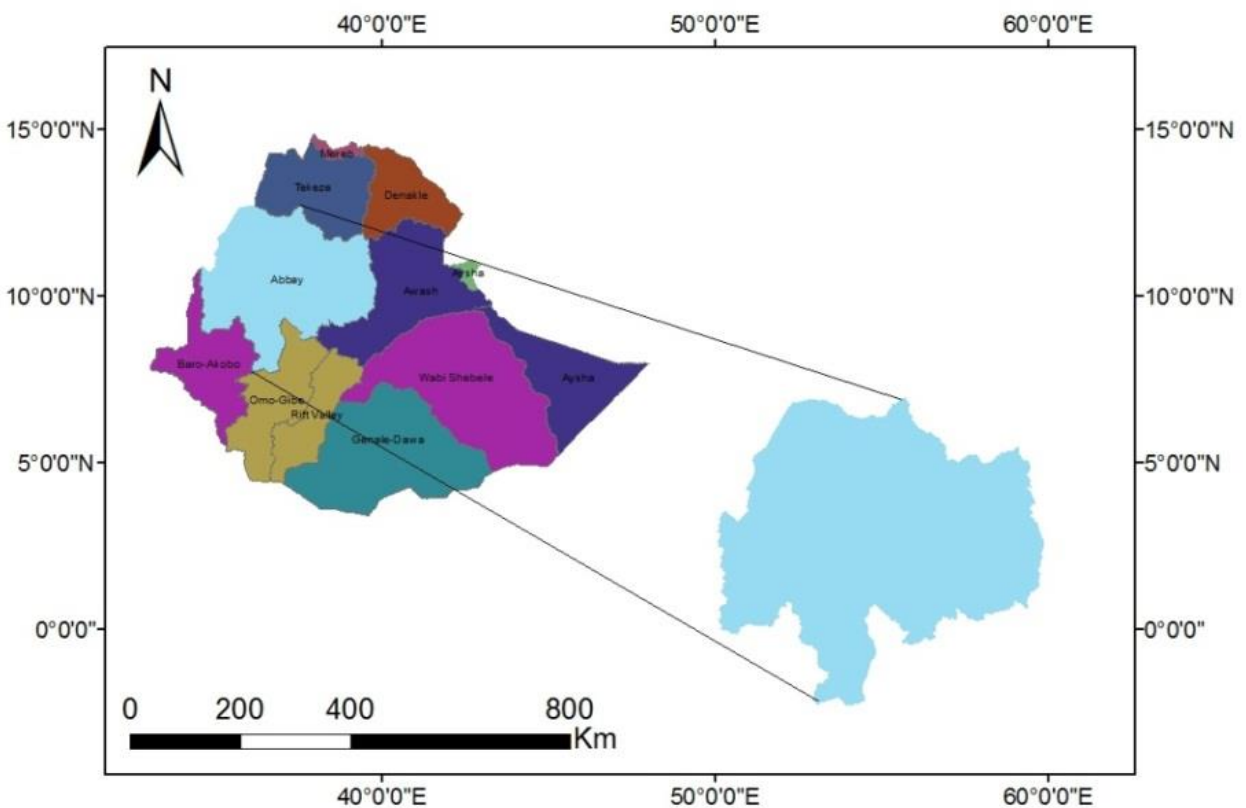 40°0'0"E 50°0'0"E 60°0'0"E
N
15°0'0"N 15°0'0"N
Mereb
Tekeze
Denakle
Abbay
Aysha
10°0'0"N 10°0'0"N
Awash
Baro-Akobo
Wabi Shebele
Aysha
Omo-Gibe
Rift Valley
Genale-Dawa
5°0'0"N 5°0'0"N
0°0'0" 0°0'0"
0 200 400 800
Km
40°0'0"E 50°0'0"E 60°0'0"E